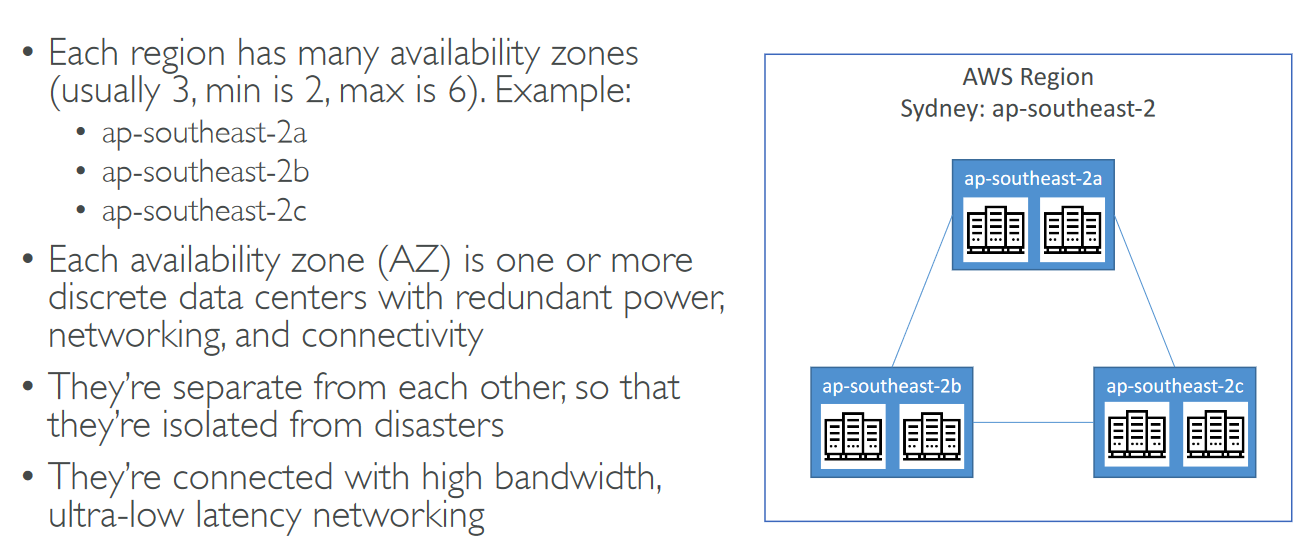 • Each region has many availability zones
(usually 3, min is 2, max is 6). Example:
• ap-southeast-2a
• ap-southeast-2b
• ap-southeast-2c
• Each availability zone (AZ) is one or more
discrete data centers with redundant power,
networking, and connectivity
• They’re separate from each other, so that
they’re isolated from disasters
• They’re connected with high bandwidth,
ultra-low latency networking
AWS Region
Sydney: ap-southeast-2
ap-southeast-2a
ap-southeast-2b
ap-southeast-2c